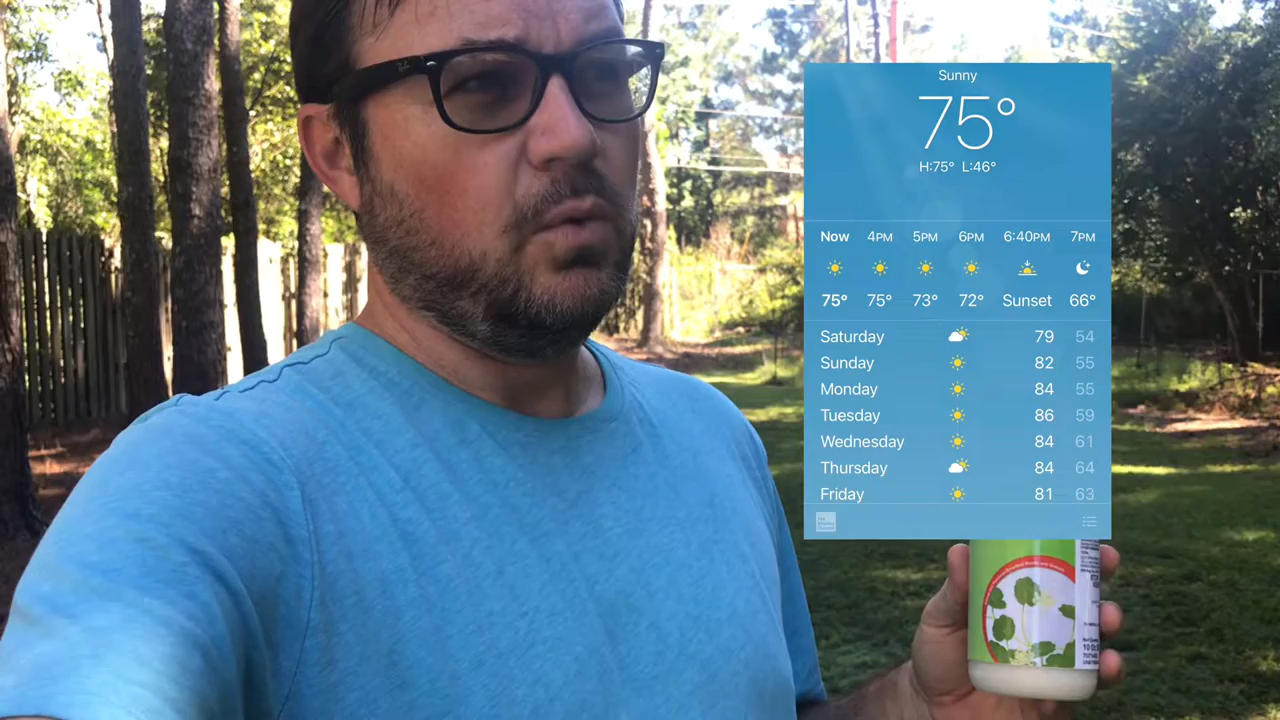 Sunny
75°
H:75° L:46°
Now 4PM 5PM 6PM 6:40PM 7PM
75° 75° 73° 72° Sunset 66°
Saturday 79 54
Sunday 82 55
Monday 84 55
Tuesday 86 59
Wednesday 84 61
Thursday 84 64
Friday 81 63
Ray-Ban